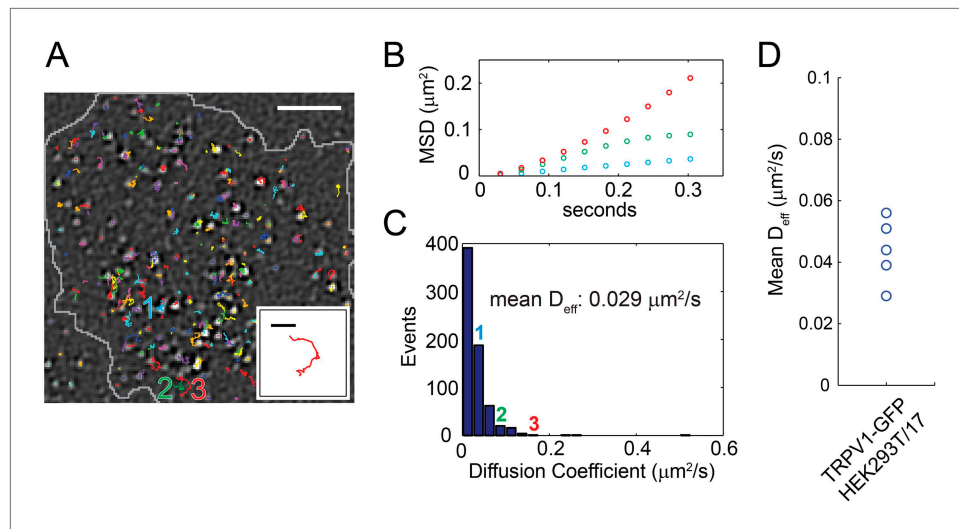 A
1
2
3
B
MSD (μm²)
0.2
0.1
0
0
0.1
0.2
0.3
seconds
C
400
300
200
100
0
Events
mean D_eff: 0.029 μm²/s
1
2
3
0
0.2
0.4
0.6
Diffusion Coefficient (μm²/s)
D
Mean D_eff (μm²/s)
0.1
0.08
0.06
0.04
0.02
0
TRPV1-GFP
HEK293T/17